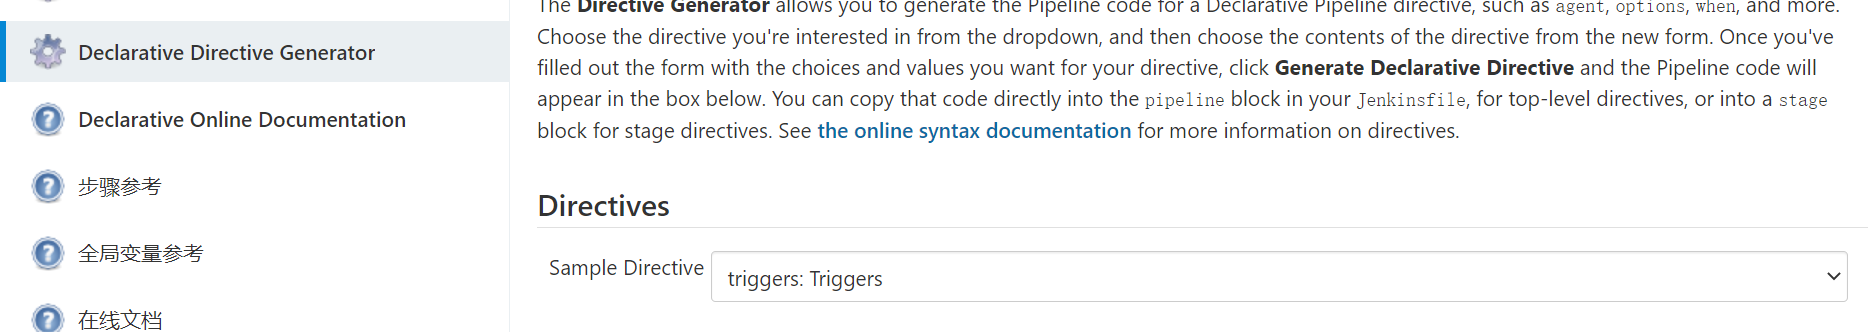 The Directive Generator allows you to generate the Pipeline code for a Declarative Pipeline directive, such as agent, options, when, and more.
Choose the directive you're interested in from the dropdown, and then choose the contents of the directive from the new form. Once you've
filled out the form with the choices and values you want for your directive, click Generate Declarative Directive and the Pipeline code will
appear in the box below. You can copy that code directly into the pipeline block in your Jenkinsfile, for top-level directives, or into a stage
block for stage directives. See the online syntax documentation for more information on directives.
Declarative Directive Generator
Declarative Online Documentation
步骤参考
全局变量参考
在线文档
Directives
Sample Directive
triggers: Triggers